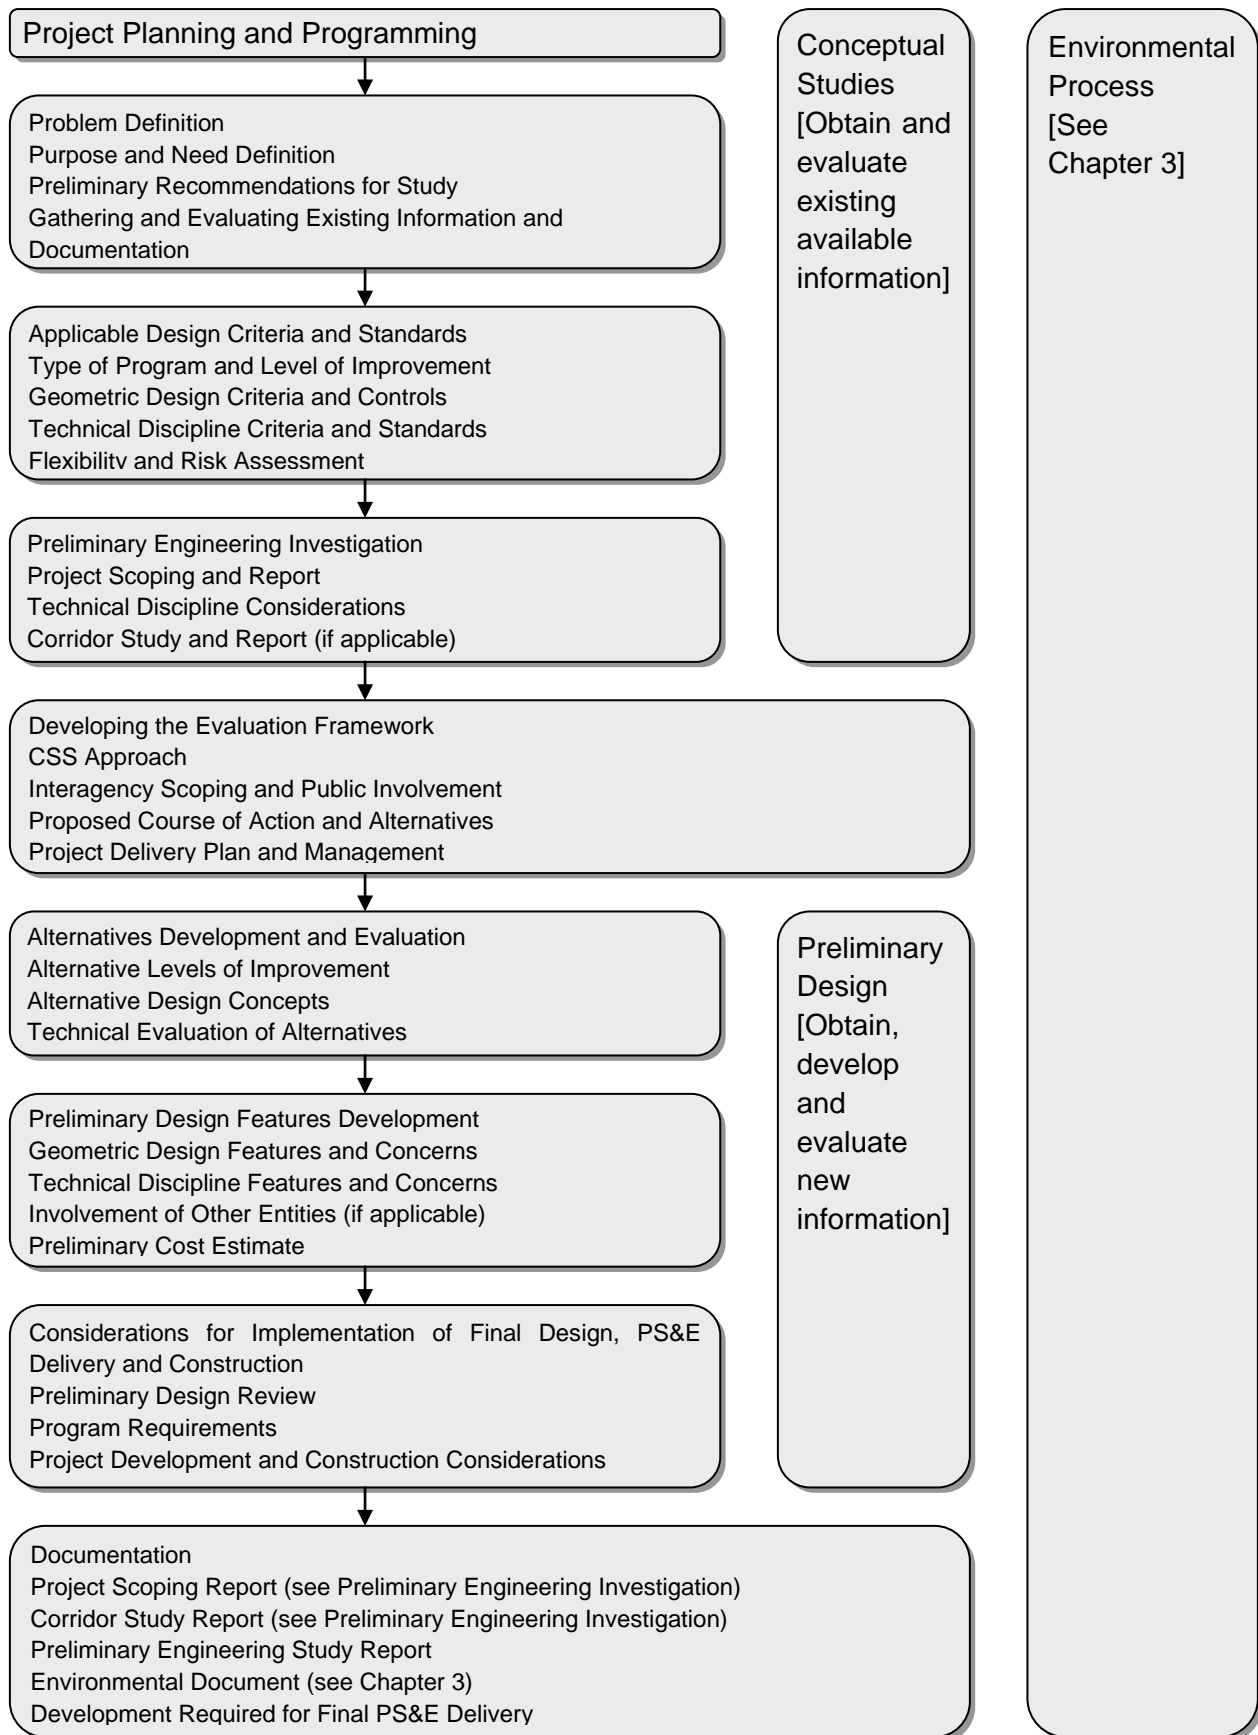 Project Planning and Programming
Problem Definition
Purpose and Need Definition
Preliminary Recommendations for Study
Gathering and Evaluating Existing Information and
Documentation
Applicable Design Criteria and Standards
Type of Program and Level of Improvement
Geometric Design Criteria and Controls
Technical Discipline Criteria and Standards
Flexibility and Risk Assessment
Preliminary Engineering Investigation
Project Scoping and Report
Technical Discipline Considerations
Corridor Study and Report (if applicable)
Conceptual
Studies
[Obtain and
evaluate
existing
available
information]
Environmental
Process
[See
Chapter 3]
Developing the Evaluation Framework
CSS Approach
Interagency Scoping and Public Involvement
Proposed Course of Action and Alternatives
Project Delivery Plan and Management
Alternatives Development and Evaluation
Alternative Levels of Improvement
Alternative Design Concepts
Technical Evaluation of Alternatives
Preliminary Design Features Development
Geometric Design Features and Concerns
Technical Discipline Features and Concerns
Involvement of Other Entities (if applicable)
Preliminary Cost Estimate
Considerations for Implementation of Final Design, PS&E
Delivery and Construction
Preliminary Design Review
Program Requirements
Project Development and Construction Considerations
Preliminary
Design
[Obtain,
develop
and
evaluate
new
information]
Documentation
Project Scoping Report (see Preliminary Engineering Investigation)
Corridor Study Report (see Preliminary Engineering Investigation)
Preliminary Engineering Study Report
Environmental Document (see Chapter 3)
Development Required for Final PS&E Delivery